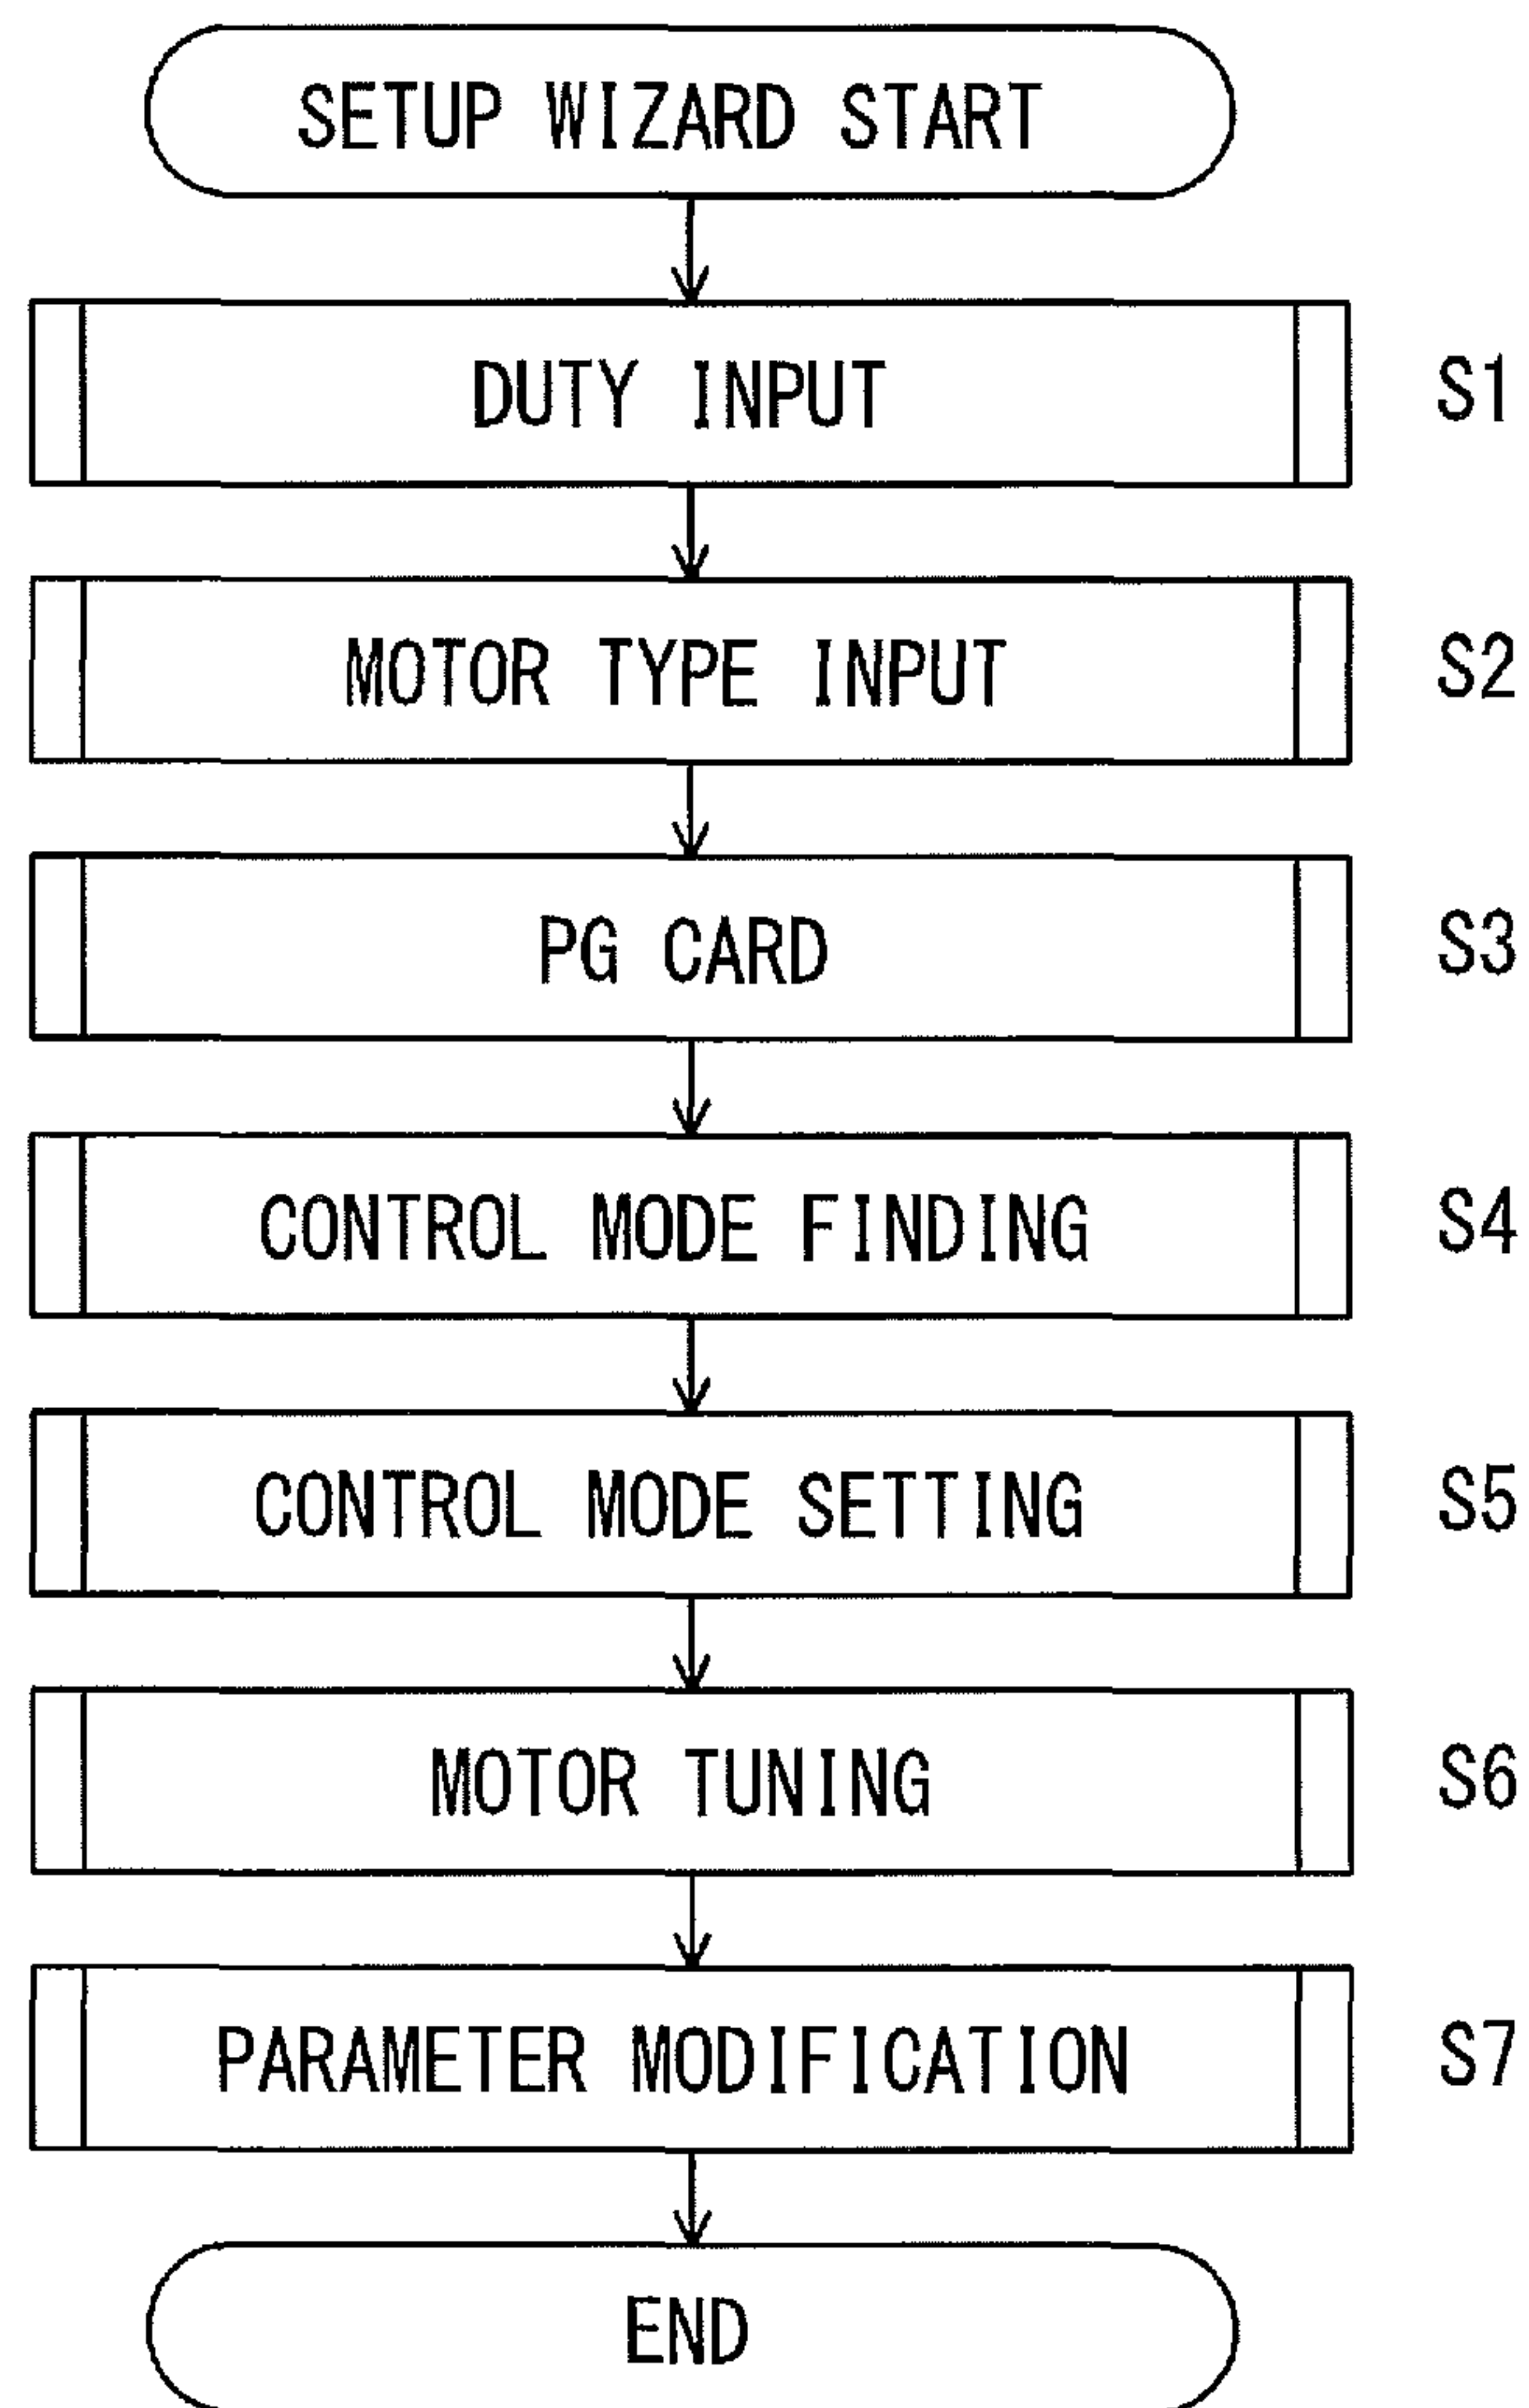 SETUP WIZARD START
DUTY INPUT S1
MOTOR TYPE INPUT S2
PG CARD S3
CONTROL MODE FINDING S4
CONTROL MODE SETTING S5
MOTOR TUNING S6
PARAMETER MODIFICATION S7
END